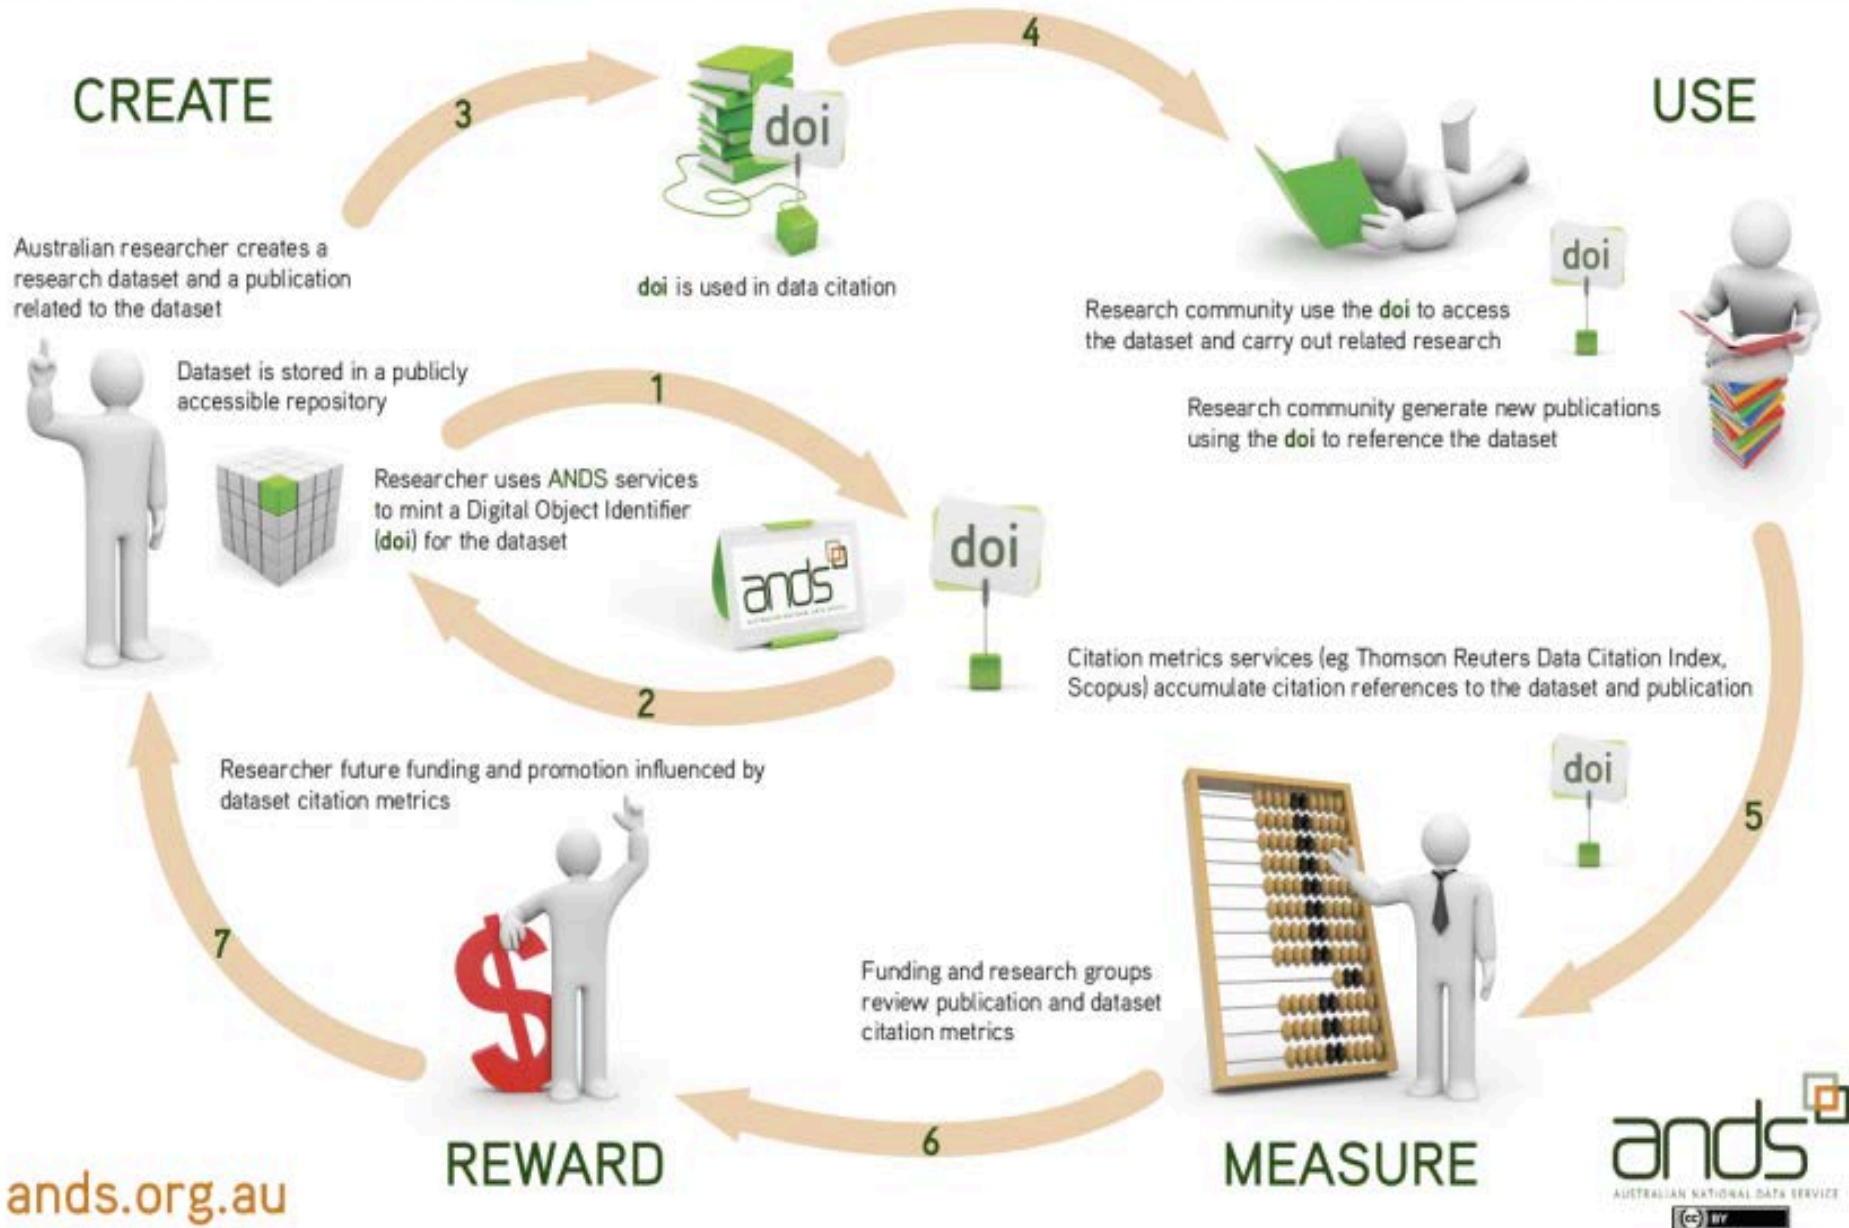 CREATE
3
4
USE
doi
Australian researcher creates a
research dataset and a publication
related to the dataset
doi is used in data citation
doi
Research community use the doi to access
the dataset and carry out related research
Dataset is stored in a publicly
accessible repository
1
Research community generate new publications
using the doi to reference the dataset
Researcher uses ANDS services
to mint a Digital Object Identifier
(doi) for the dataset
ands
AUSTRALIAN NATIONAL DATA SERVICE
doi
2
Citation metrics services (eg Thomson Reuters Data Citation Index,
Scopus) accumulate citation references to the dataset and publication
doi
5
Researcher future funding and promotion influenced by
dataset citation metrics
7
Funding and research groups
review publication and dataset
citation metrics
6
REWARD
MEASURE
ands.org.au
ands
AUSTRALIAN NATIONAL DATA SERVICE
cc BY